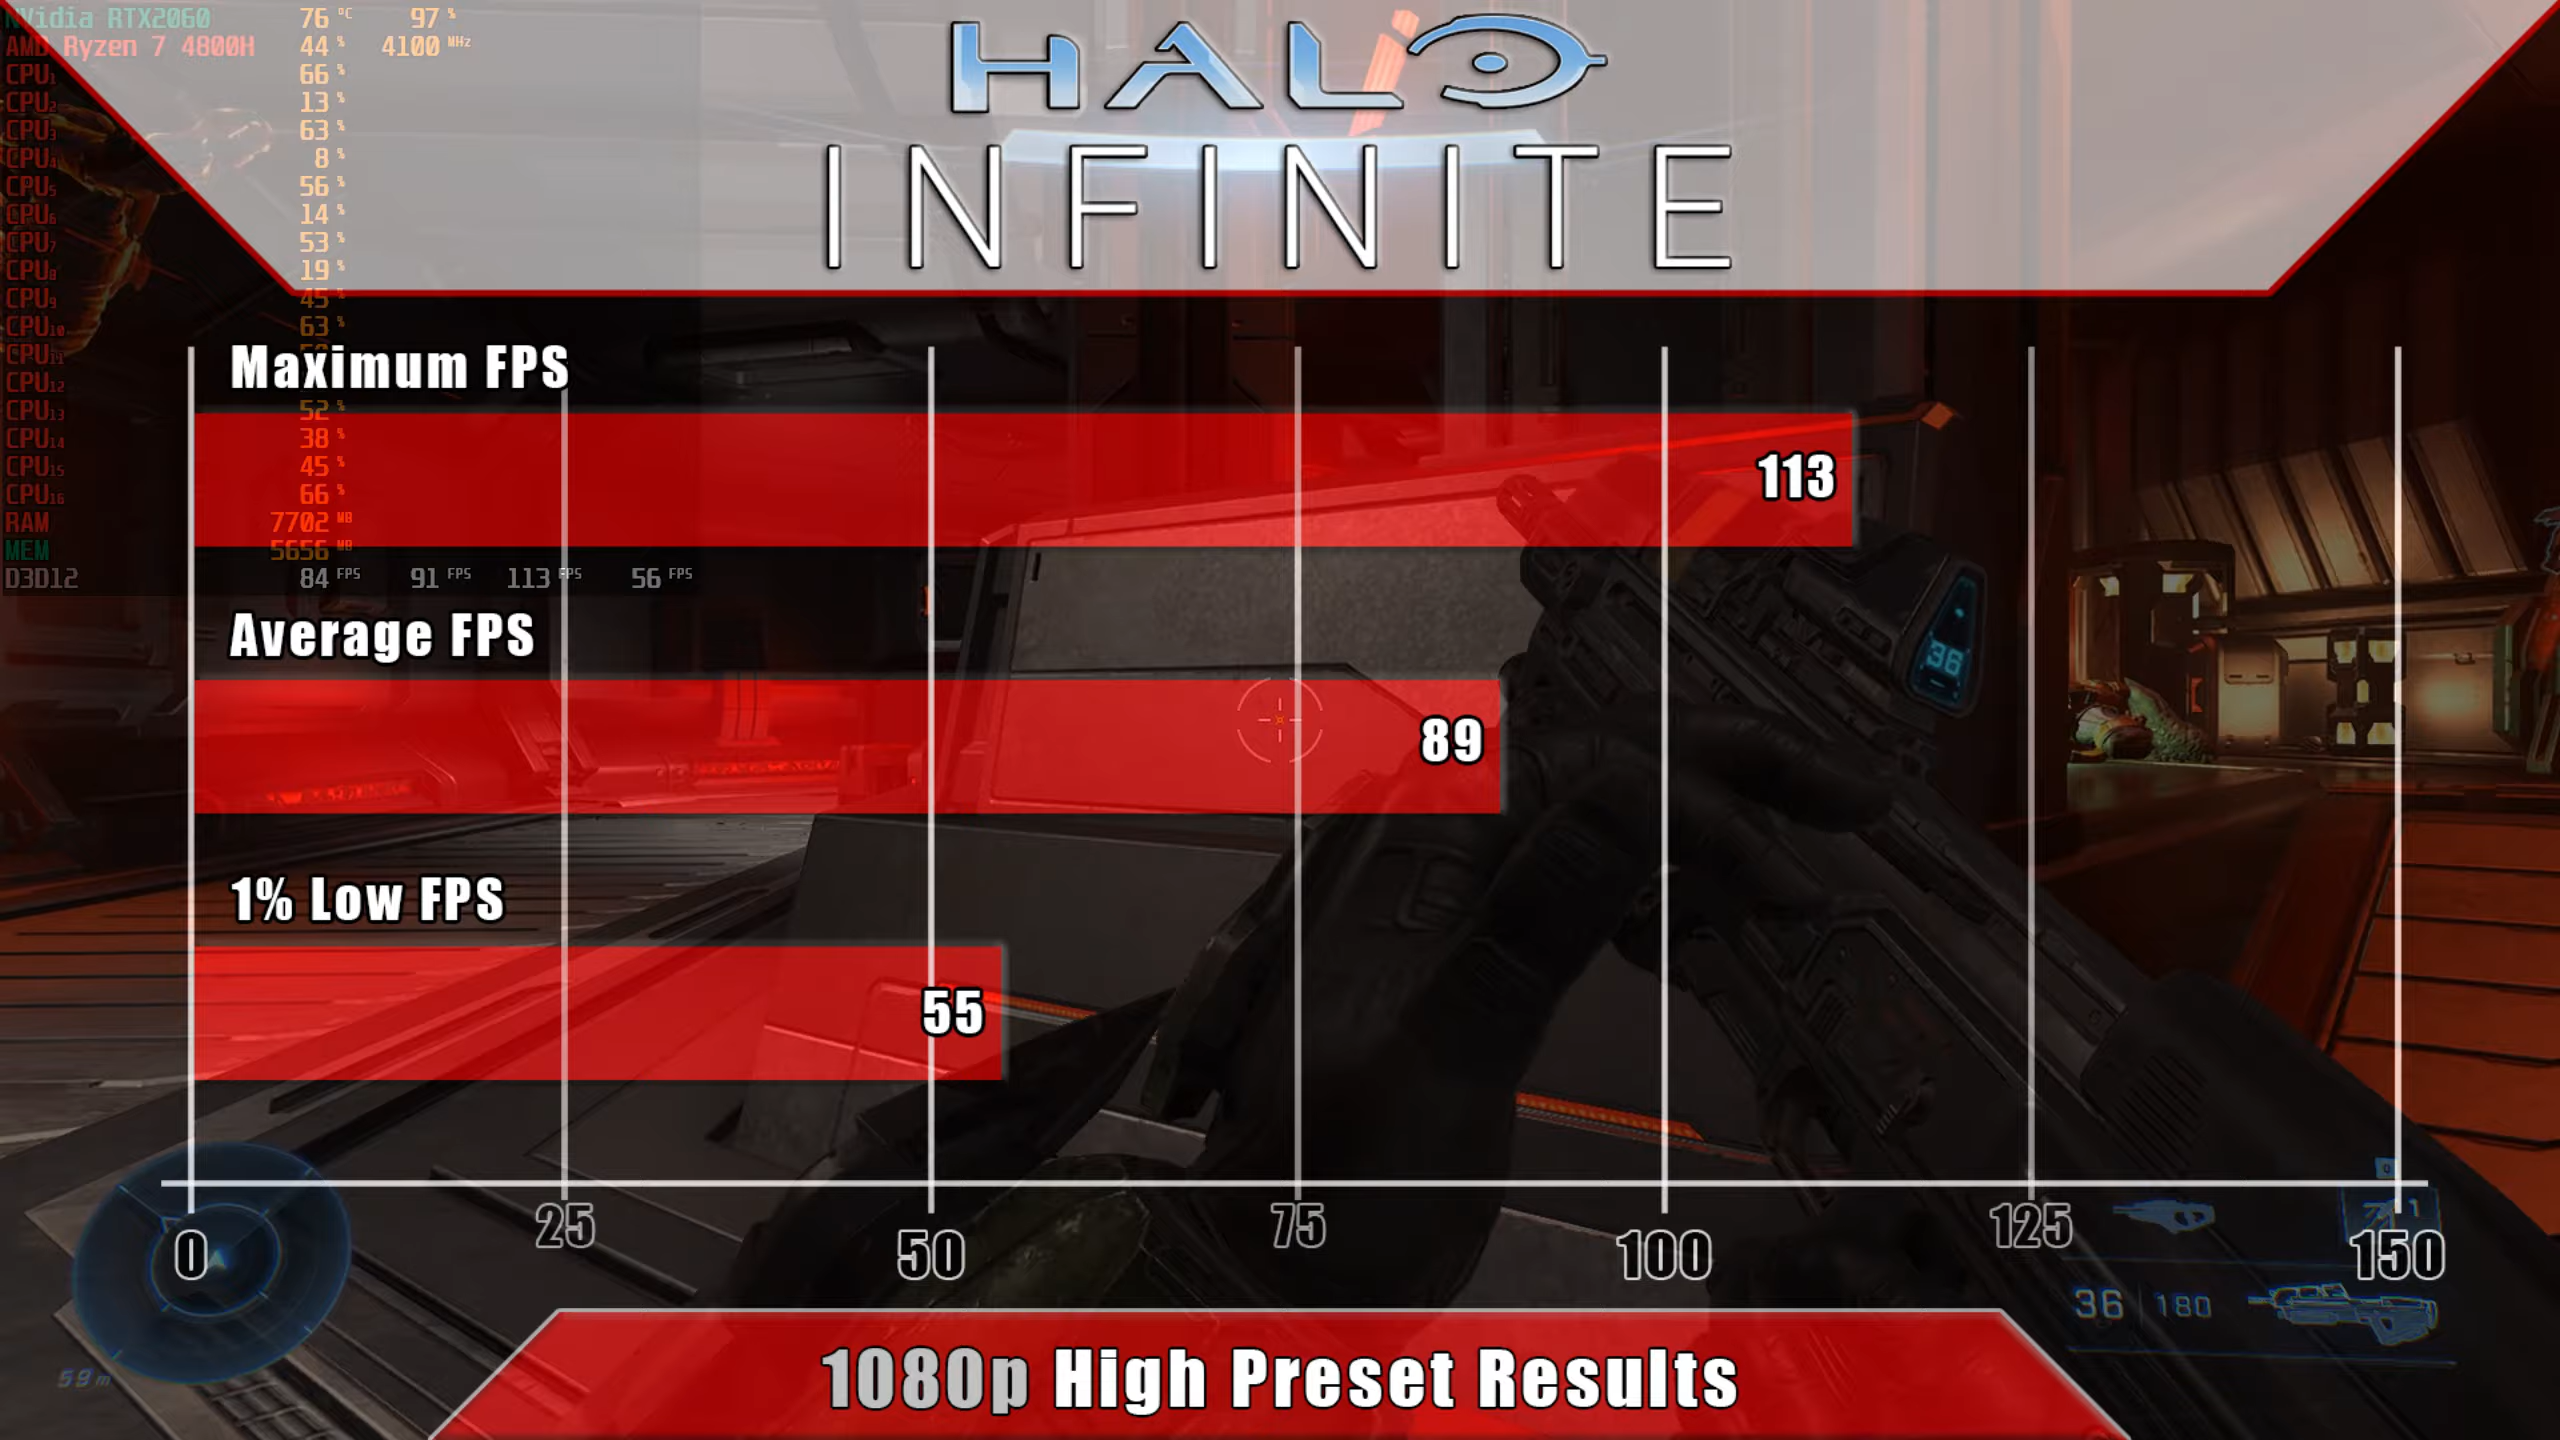 NVidia RTX2060 76 °C 97 %
AMD Ryzen 7 4800H 44 % 4100 MHz
CPU1 66 %
CPU2 13 %
CPU3 63 %
CPU4 8 %
CPU5 56 %
CPU6 14 %
CPU7 53 %
CPU8 19 %
CPU9 45 %
CPU10 63 %
CPU11
CPU12
CPU13 52 %
CPU14 38 %
CPU15 45 %
CPU16 66 %
RAM 7702 MB
MEM 5656 MB
D3D12 84 FPS 91 FPS 113 FPS 56 FPS
HALO
INFINITE
Maximum FPS
113
Average FPS
89
36
1% Low FPS
55
0 25 50 75 100 125 150
36 180
59 m
1080p High Preset Results